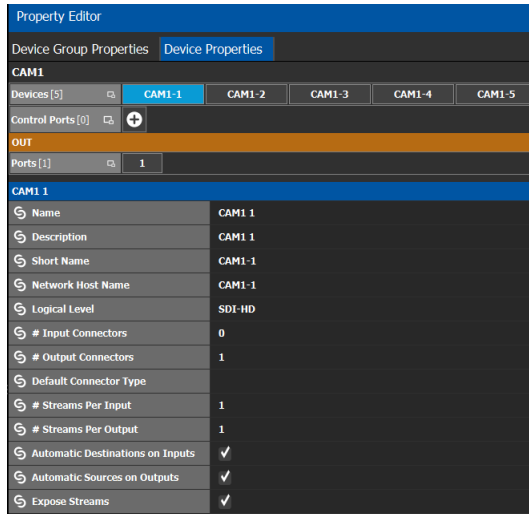 Property Editor
Device Group Properties Device Properties
CAM1
Devices [5] CAM1-1 CAM1-2 CAM1-3 CAM1-4 CAM1-5
Control Ports [0]
OUT
Ports [1] 1
CAM1 1
Name CAM1 1
Description CAM1 1
Short Name CAM1-1
Network Host Name CAM1-1
Logical Level SDI-HD
# Input Connectors 0
# Output Connectors 1
Default Connector Type
# Streams Per Input 1
# Streams Per Output 1
Automatic Destinations on Inputs
Automatic Sources on Outputs
Expose Streams